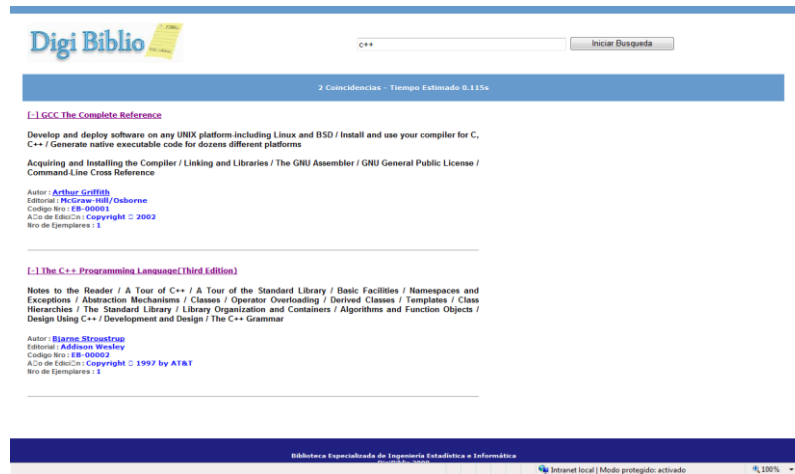 Digi Biblio
c++
Iniciar Busqueda
2 Coincidencias - Tiempo Estimado 0.115s
[-] GCC The Complete Reference
Develop and deploy software on any UNIX platform-including Linux and BSD / Install and use your compiler for C,
C++ / Generate native executable code for dozens different platforms
Acquiring and Installing the Compiler / Linking and Libraries / The GNU Assembler / GNU General Public License /
Command-Line Cross Reference
Autor : Arthur Griffith
Editorial : McGraw-Hill/Osborne
Codigo Nro : EB-00001
A□o de Edici□n : Copyright □ 2002
Nro de Ejemplares : 1
[-] The C++ Programming Language(Third Edition)
Notes to the Reader / A Tour of C++ / A Tour of the Standard Library / Basic Facilities / Namespaces and
Exceptions / Abstraction Mechanisms / Classes / Operator Overloading / Derived Classes / Templates / Class
Hierarchies / The Standard Library / Library Organization and Containers / Algorithms and Function Objects /
Design Using C++ / Development and Design / The C++ Grammar
Autor : Bjarne Stroustrup
Editorial : Addison Wesley
Codigo Nro : EB-00002
A□o de Edici□n : Copyright □ 1997 by AT&T
Nro de Ejemplares : 1
Biblioteca Especializada de Ingeniería Estadística e Informática
DigiBiblio 2009
Intranet local | Modo protegido: activado
100%